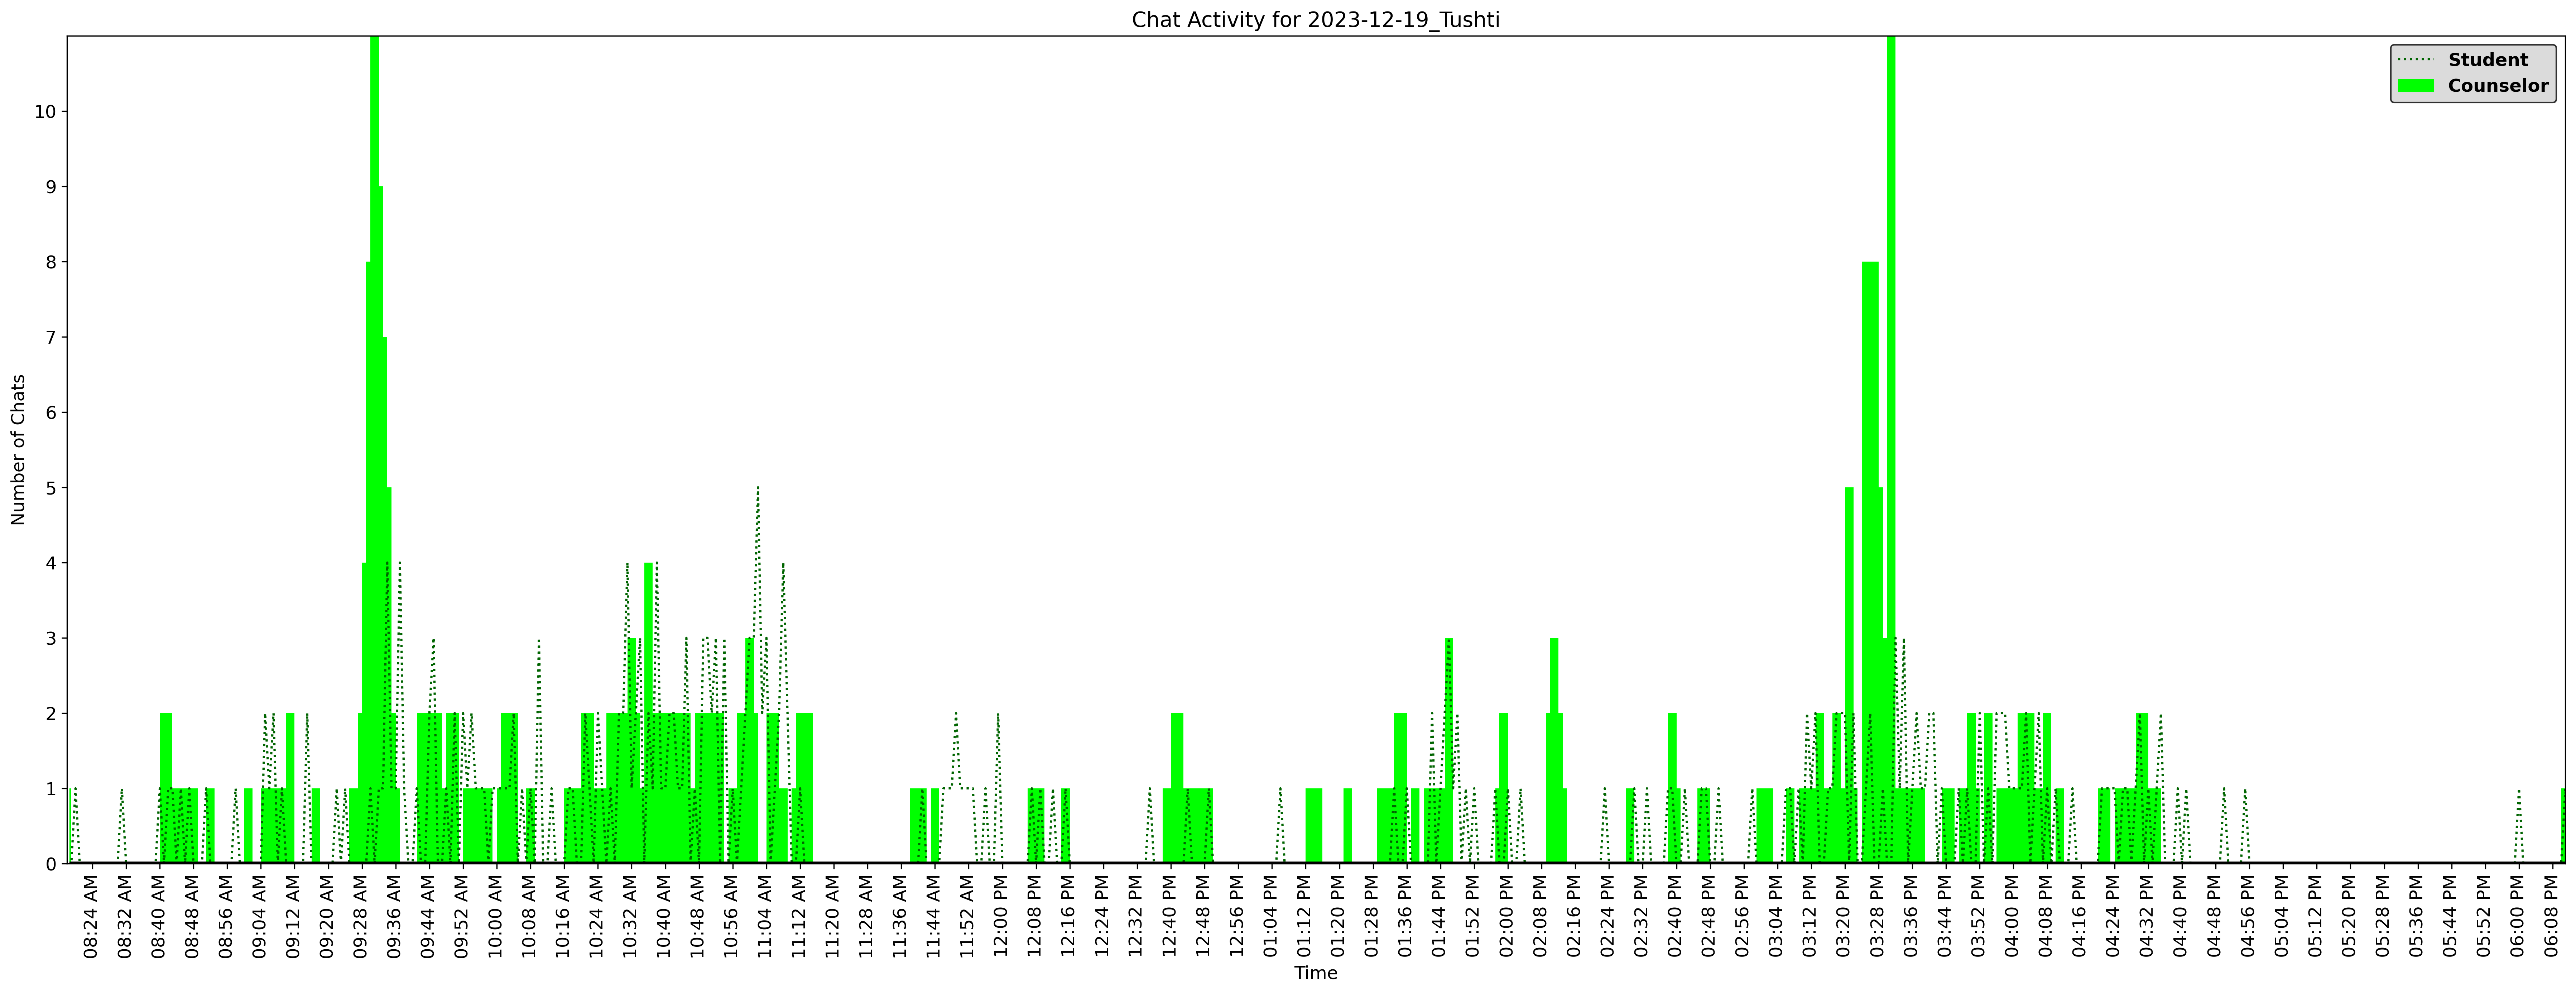 Chat Activity for 2023-12-19_Tushti
Student
Counselor
Number of Chats
10
9
8
7
6
5
4
3
2
1
0
08:24 AM
08:32 AM
08:40 AM
08:48 AM
08:56 AM
09:04 AM
09:12 AM
09:20 AM
09:28 AM
09:36 AM
09:44 AM
09:52 AM
10:00 AM
10:08 AM
10:16 AM
10:24 AM
10:32 AM
10:40 AM
10:48 AM
10:56 AM
11:04 AM
11:12 AM
11:20 AM
11:28 AM
11:36 AM
11:44 AM
11:52 AM
12:00 PM
12:08 PM
12:16 PM
12:24 PM
12:32 PM
12:40 PM
12:48 PM
12:56 PM
01:04 PM
01:12 PM
01:20 PM
01:28 PM
01:36 PM
01:44 PM
01:52 PM
02:00 PM
02:08 PM
02:16 PM
02:24 PM
02:32 PM
02:40 PM
02:48 PM
02:56 PM
03:04 PM
03:12 PM
03:20 PM
03:28 PM
03:36 PM
03:44 PM
03:52 PM
04:00 PM
04:08 PM
04:16 PM
04:24 PM
04:32 PM
04:40 PM
04:48 PM
04:56 PM
05:04 PM
05:12 PM
05:20 PM
05:28 PM
05:36 PM
05:44 PM
05:52 PM
06:00 PM
06:08 PM
Time